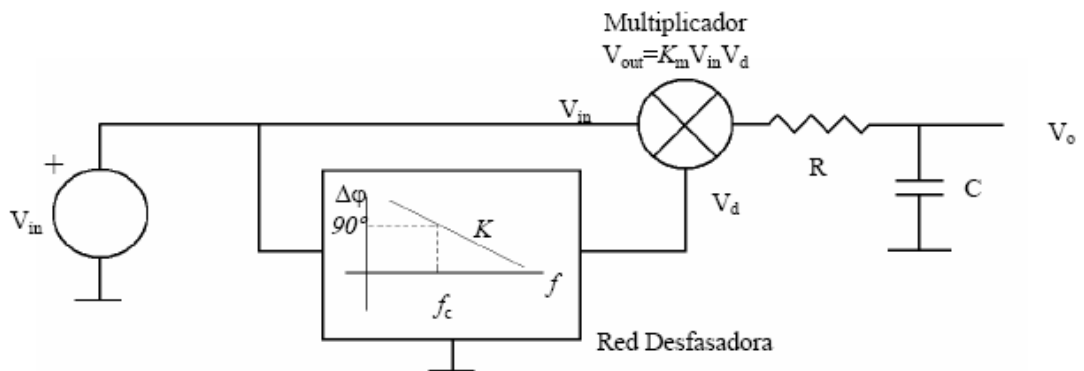 Multiplicador
Vout=KmVinVd
Vin
Vo
+
R
Vd
C
Vin
Δφ
90°
K
f
fc
Red Desfasadora